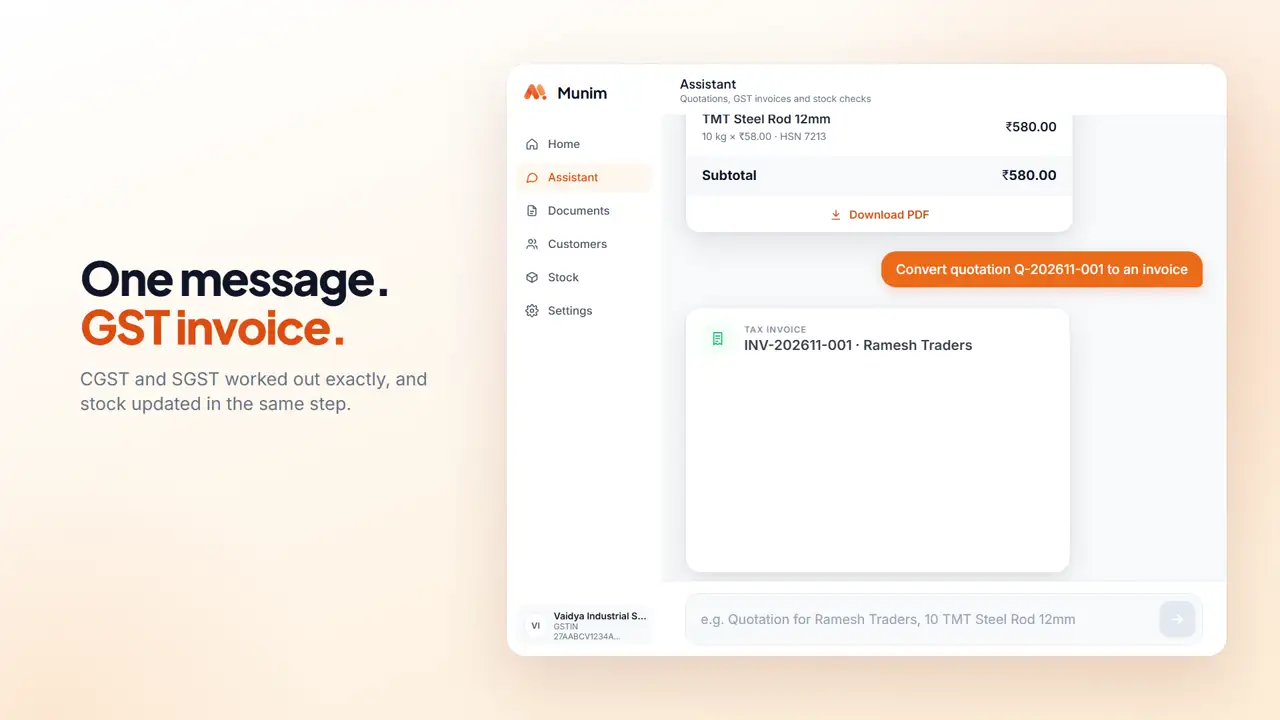 One message.
GST invoice.
CGST and SGST worked out exactly, and
stock updated in the same step.
Munim
Home
Assistant
Documents
Customers
Stock
Settings
VI
Vaidya Industrial S...
GSTIN
27AABCV1234A...
Assistant
Quotations, GST invoices and stock checks
TMT Steel Rod 12mm
₹580.00
10 kg × ₹58.00 · HSN 7213
Subtotal
₹580.00
Download PDF
Convert quotation Q-202611-001 to an invoice
TAX INVOICE
INV-202611-001 · Ramesh Traders
e.g. Quotation for Ramesh Traders, 10 TMT Steel Rod 12mm